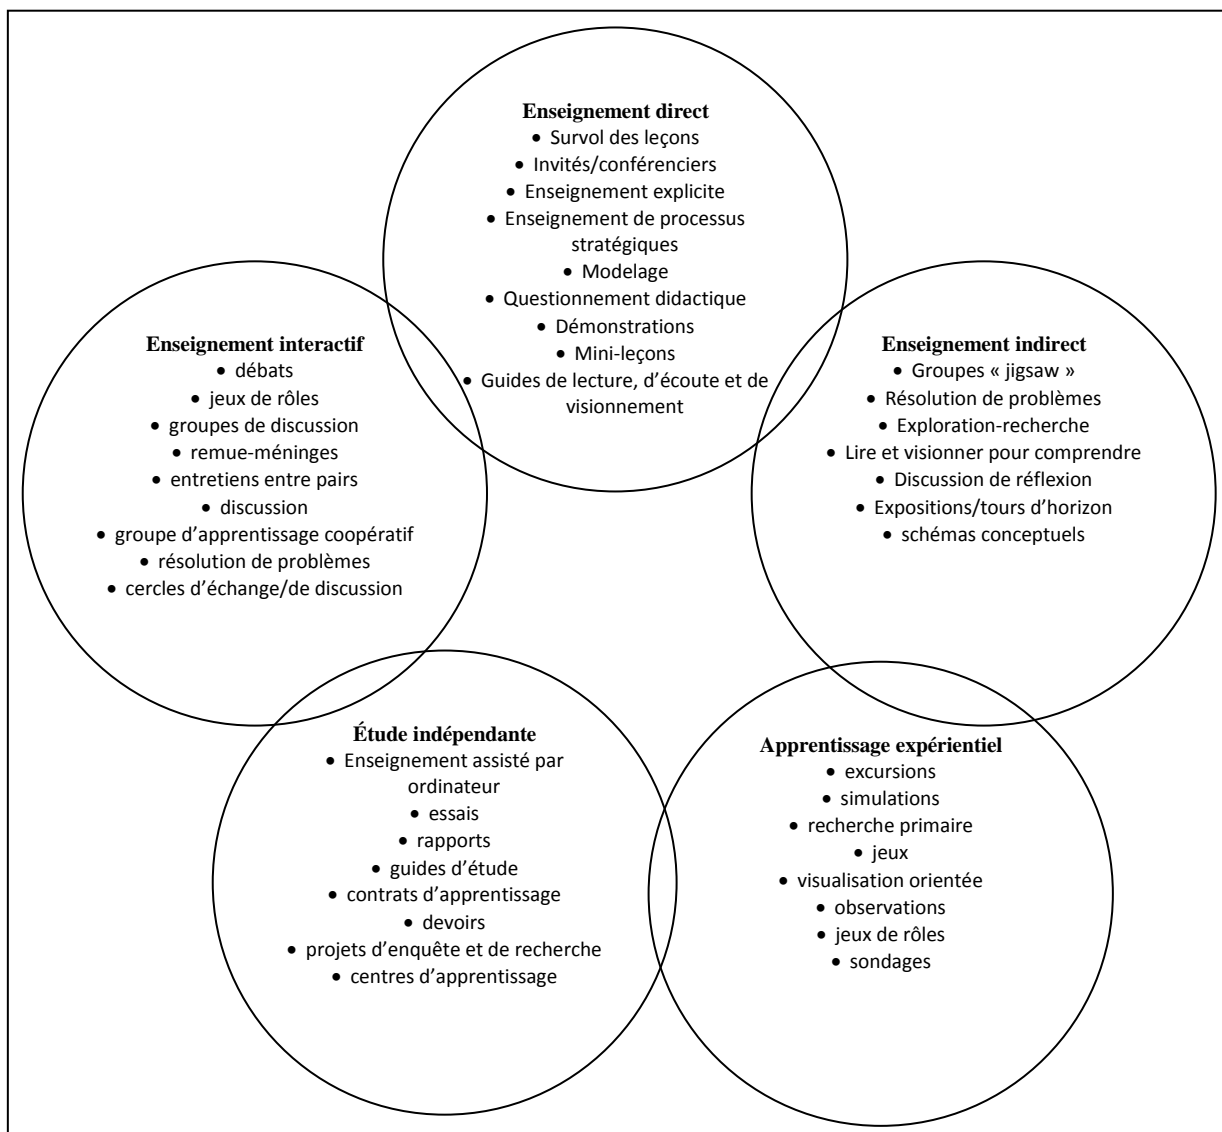 Enseignement direct
• Survol des leçons
• Invités/conférenciers
• Enseignement explicite
• Enseignement de processus
stratégiques
• Modelage
• Questionnement didactique
• Démonstrations
• Mini-leçons
• Guides de lecture, d'écoute et de
visionnement
Enseignement interactif
• débats
• jeux de rôles
• groupes de discussion
• remue-méninges
• entretiens entre pairs
• discussion
• groupe d'apprentissage coopératif
• résolution de problèmes
• cercles d'échange/de discussion
Enseignement indirect
• Groupes « jigsaw »
• Résolution de problèmes
• Exploration-recherche
• Lire et visionner pour comprendre
• Discussion de réflexion
• Expositions/tours d'horizon
• schémas conceptuels
Étude indépendante
• Enseignement assisté par
ordinateur
• essais
• rapports
• guides d'étude
• contrats d'apprentissage
• devoirs
• projets d'enquête et de recherche
• centres d'apprentissage
Apprentissage expérientiel
• excursions
• simulations
• recherche primaire
• jeux
• visualisation orientée
• observations
• jeux de rôles
• sondages